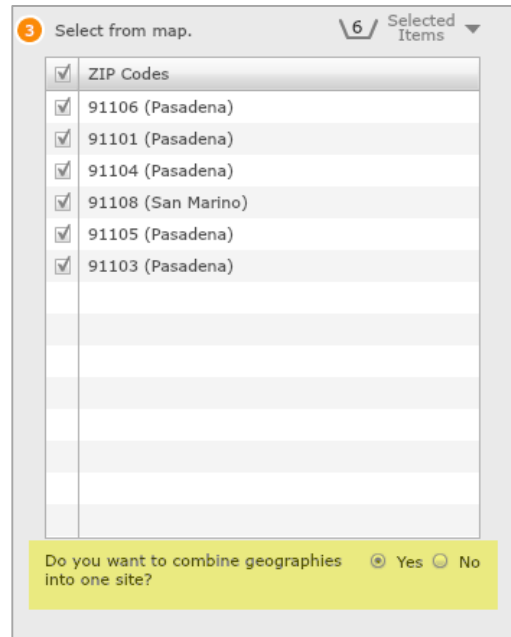 3 Select from map. 6 Selected Items
ZIP Codes
91106 (Pasadena)
91101 (Pasadena)
91104 (Pasadena)
91108 (San Marino)
91105 (Pasadena)
91103 (Pasadena)
Do you want to combine geographies Yes No
into one site?